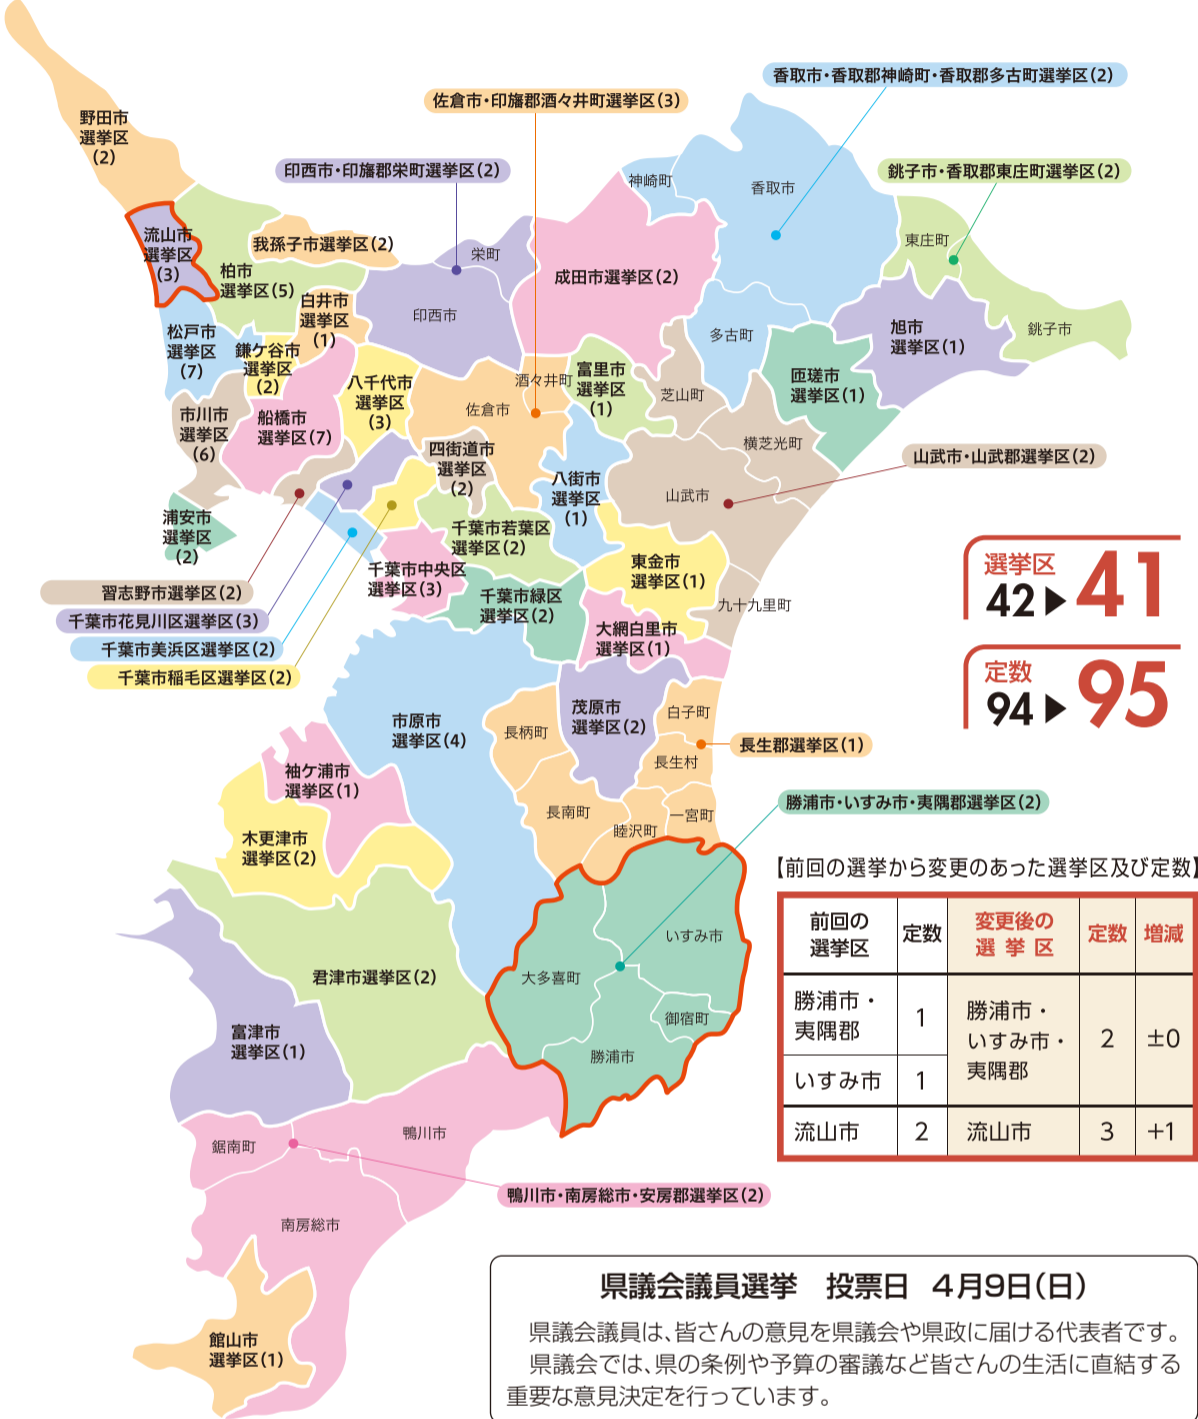 香取市・香取郡神崎町・香取郡多古町選挙区(2)
佐倉市・印旛郡酒々井町選挙区(3)
野田市
選挙区
(2)
印西市・印旛郡栄町選挙区(2)
銚子市・香取郡東庄町選挙区(2)
神崎町
香取市
流山市
選挙区
(3)
我孫子市選挙区(2)
柏市
選挙区(5)
栄町
成田市選挙区(2)
東庄町
白井市
選挙区
(1)
印西市
松戸市
選挙区
(7)
鎌ケ谷市
選挙区
(2)
多古町
旭市
選挙区(1)
銚子市
八千代市
選挙区
(3)
酒々井町
佐倉市
富里市
選挙区
(1)
芝山町
匝瑳市
選挙区(1)
市川市
選挙区
(6)
船橋市
選挙区(7)
四街道市
選挙区
(2)
横芝光町
山武市・山武郡選挙区(2)
八街市
選挙区
(1)
山武市
浦安市
選挙区
(2)
千葉市若葉区
選挙区(2)
千葉市中央区
選挙区(3)
東金市
選挙区(1)
習志野市選挙区(2)
千葉市花見川区選挙区(3)
千葉市美浜区選挙区(2)
千葉市稲毛区選挙区(2)
千葉市緑区
選挙区(2)
九十九里町
大網白里市
選挙区(1)
選挙区
42▶41
定数
94▶95
市原市
選挙区(4)
長柄町
茂原市
選挙区(2)
白子町
長生郡選挙区(1)
長生村
袖ケ浦市
選挙区(1)
長南町
睦沢町
一宮町
勝浦市・いすみ市・夷隅郡選挙区(2)
木更津市
選挙区(2)
いすみ市
大多喜町
君津市選挙区(2)
御宿町
富津市
選挙区(1)
勝浦市
【前回の選挙から変更のあった選挙区及び定数】
前回の
選挙区
定数
変更後の
選挙区
定数
増減
勝浦市・
夷隅郡
1
いすみ市
1
勝浦市・
いすみ市・
夷隅郡
2
±0
流山市
2
流山市
3
+1
鋸南町
鴨川市
鴨川市・南房総市・安房郡選挙区(2)
南房総市
館山市
選挙区(1)
県議会議員選挙 投票日 4月9日(日)
県議会議員は、皆さんの意見を県議会や県政に届ける代表者です。
県議会では、県の条例や予算の審議など皆さんの生活に直結する
重要な意見決定を行っています。